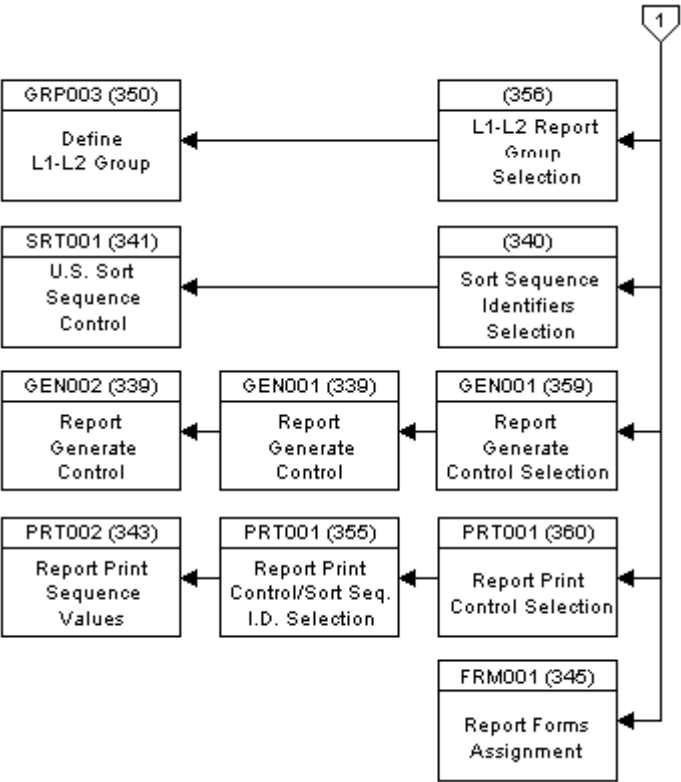 1
GRP003 (350)
Define
L1-L2 Group
(356)
L1-L2 Report
Group
Selection
SRT001 (341)
U.S. Sort
Sequence
Control
(340)
Sort Sequence
Identifiers
Selection
GEN002 (339)
Report
Generate
Control
GEN001 (339)
Report
Generate
Control
GEN001 (359)
Report
Generate
Control Selection
PRT002 (343)
Report Print
Sequence
Values
PRT001 (355)
Report Print
Control/Sort Seq.
I.D. Selection
PRT001 (360)
Report Print
Control Selection
FRM001 (345)
Report Forms
Assignment